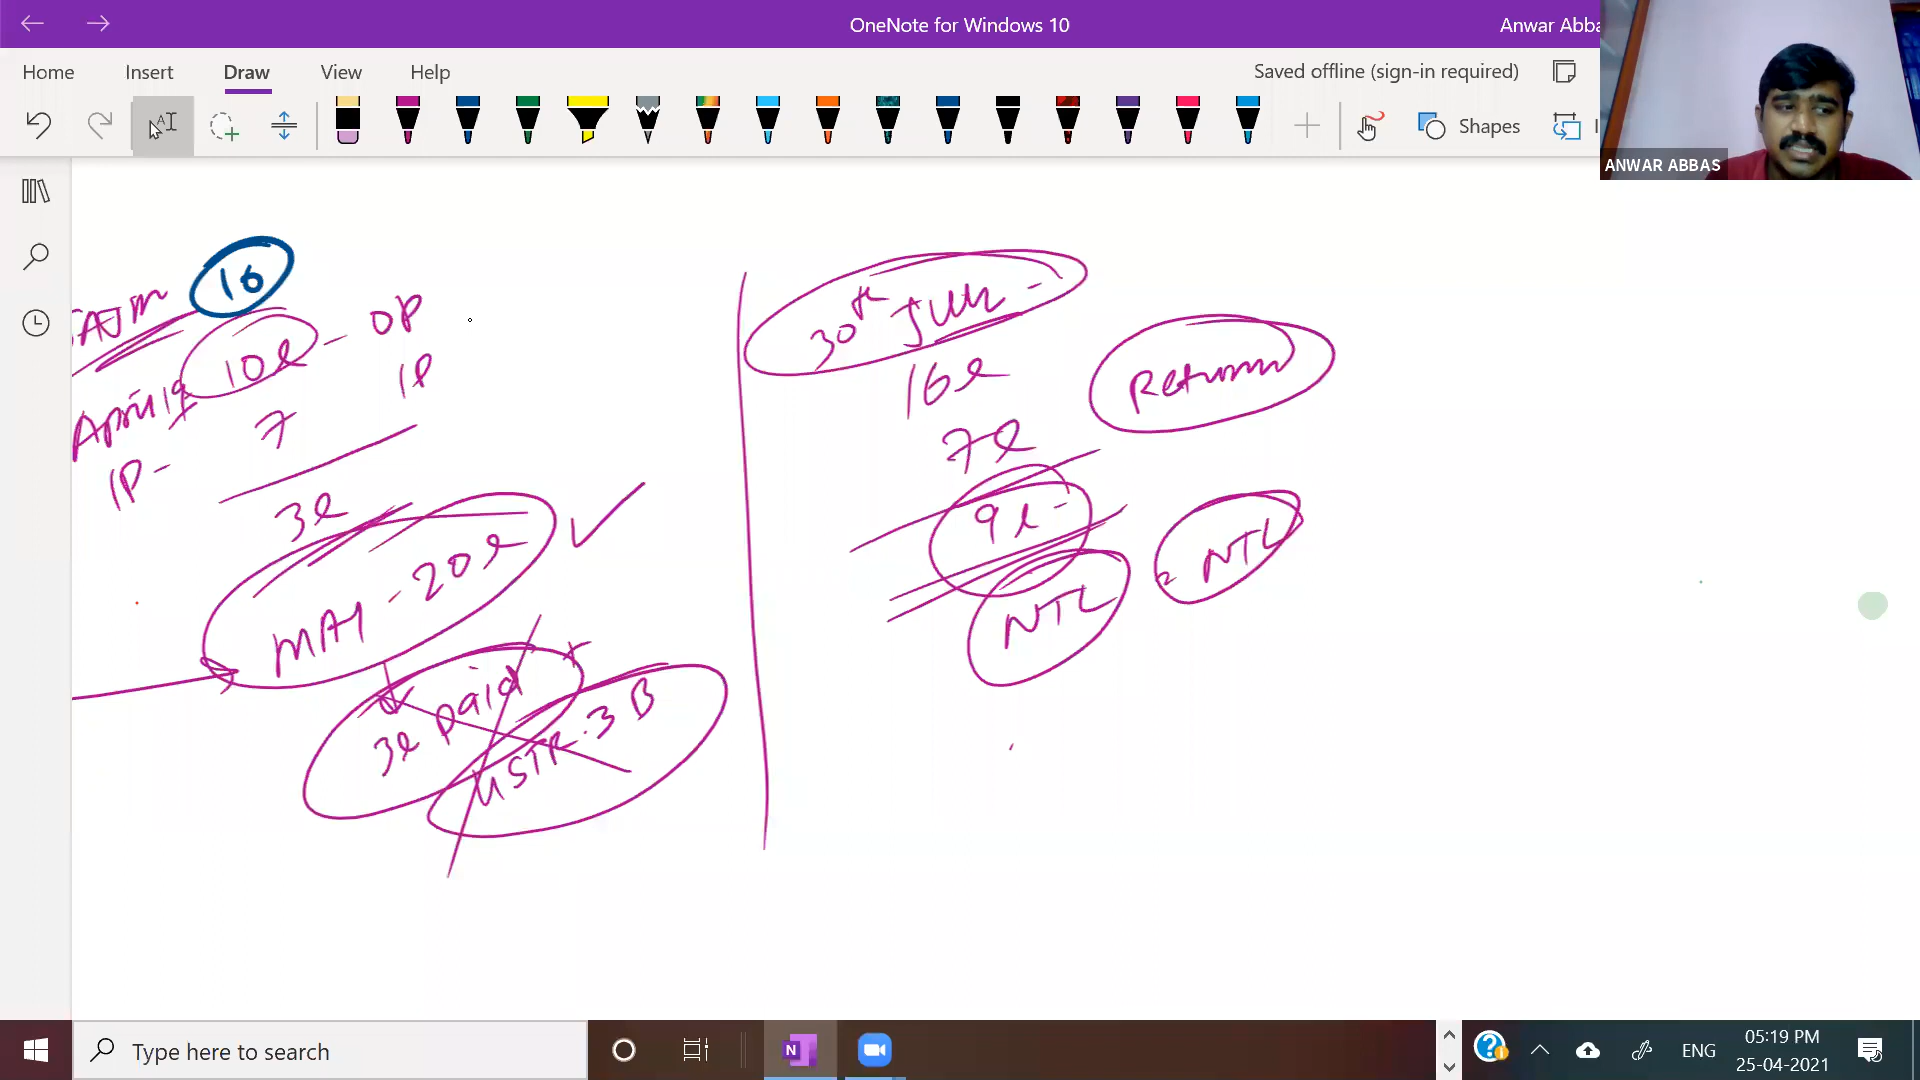 OneNote for Windows 10
Anwar Abba
Home Insert Draw View Help
Saved offline (sign-in required)
Shapes
ANWAR ABBAS
16
10l - OP
IP
April 19
7
IP -
3l
MAY - 20l
3l paid
GSTR-3B
30th July -
16l
7l
Return
9l -
NTL
NTL
Type here to search
ENG
05:19 PM
25-04-2021